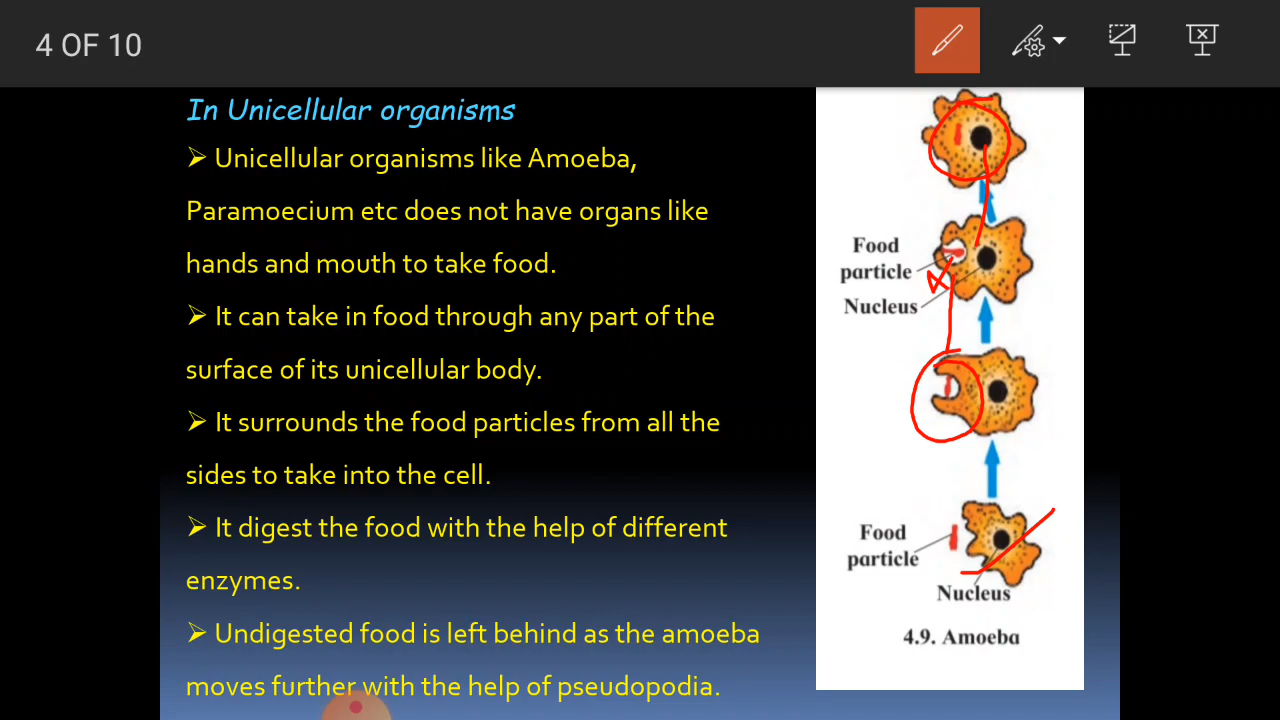 4 OF 10
In Unicellular organisms
➢ Unicellular organisms like Amoeba,
Paramoecium etc does not have organs like
hands and mouth to take food.
➢ It can take in food through any part of the
surface of its unicellular body.
➢ It surrounds the food particles from all the
sides to take into the cell.
➢ It digest the food with the help of different
enzymes.
➢ Undigested food is left behind as the amoeba
moves further with the help of pseudopodia.
Food
particle
Nucleus
Food
particle
Nucleus
4.9. Amoeba